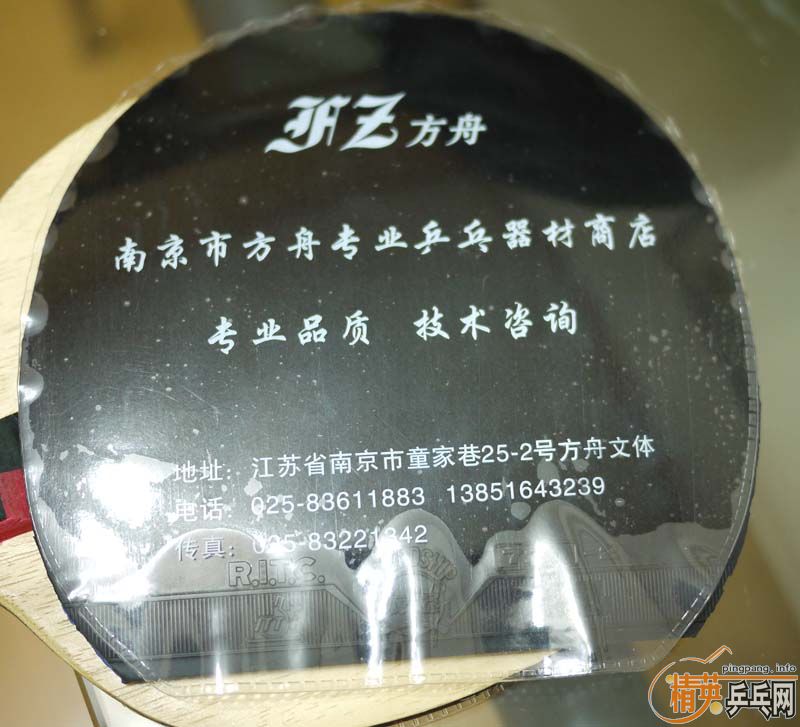 FZ 方舟
南京市方舟专业乒乓器材商店
专业品质 技术咨询
地址: 江苏省南京市童家巷25-2号方舟文体
电话: 025-83611883 13851643239
传真: 025-83221342
R.I.T.C.
pingpang.info
精英乒乓网